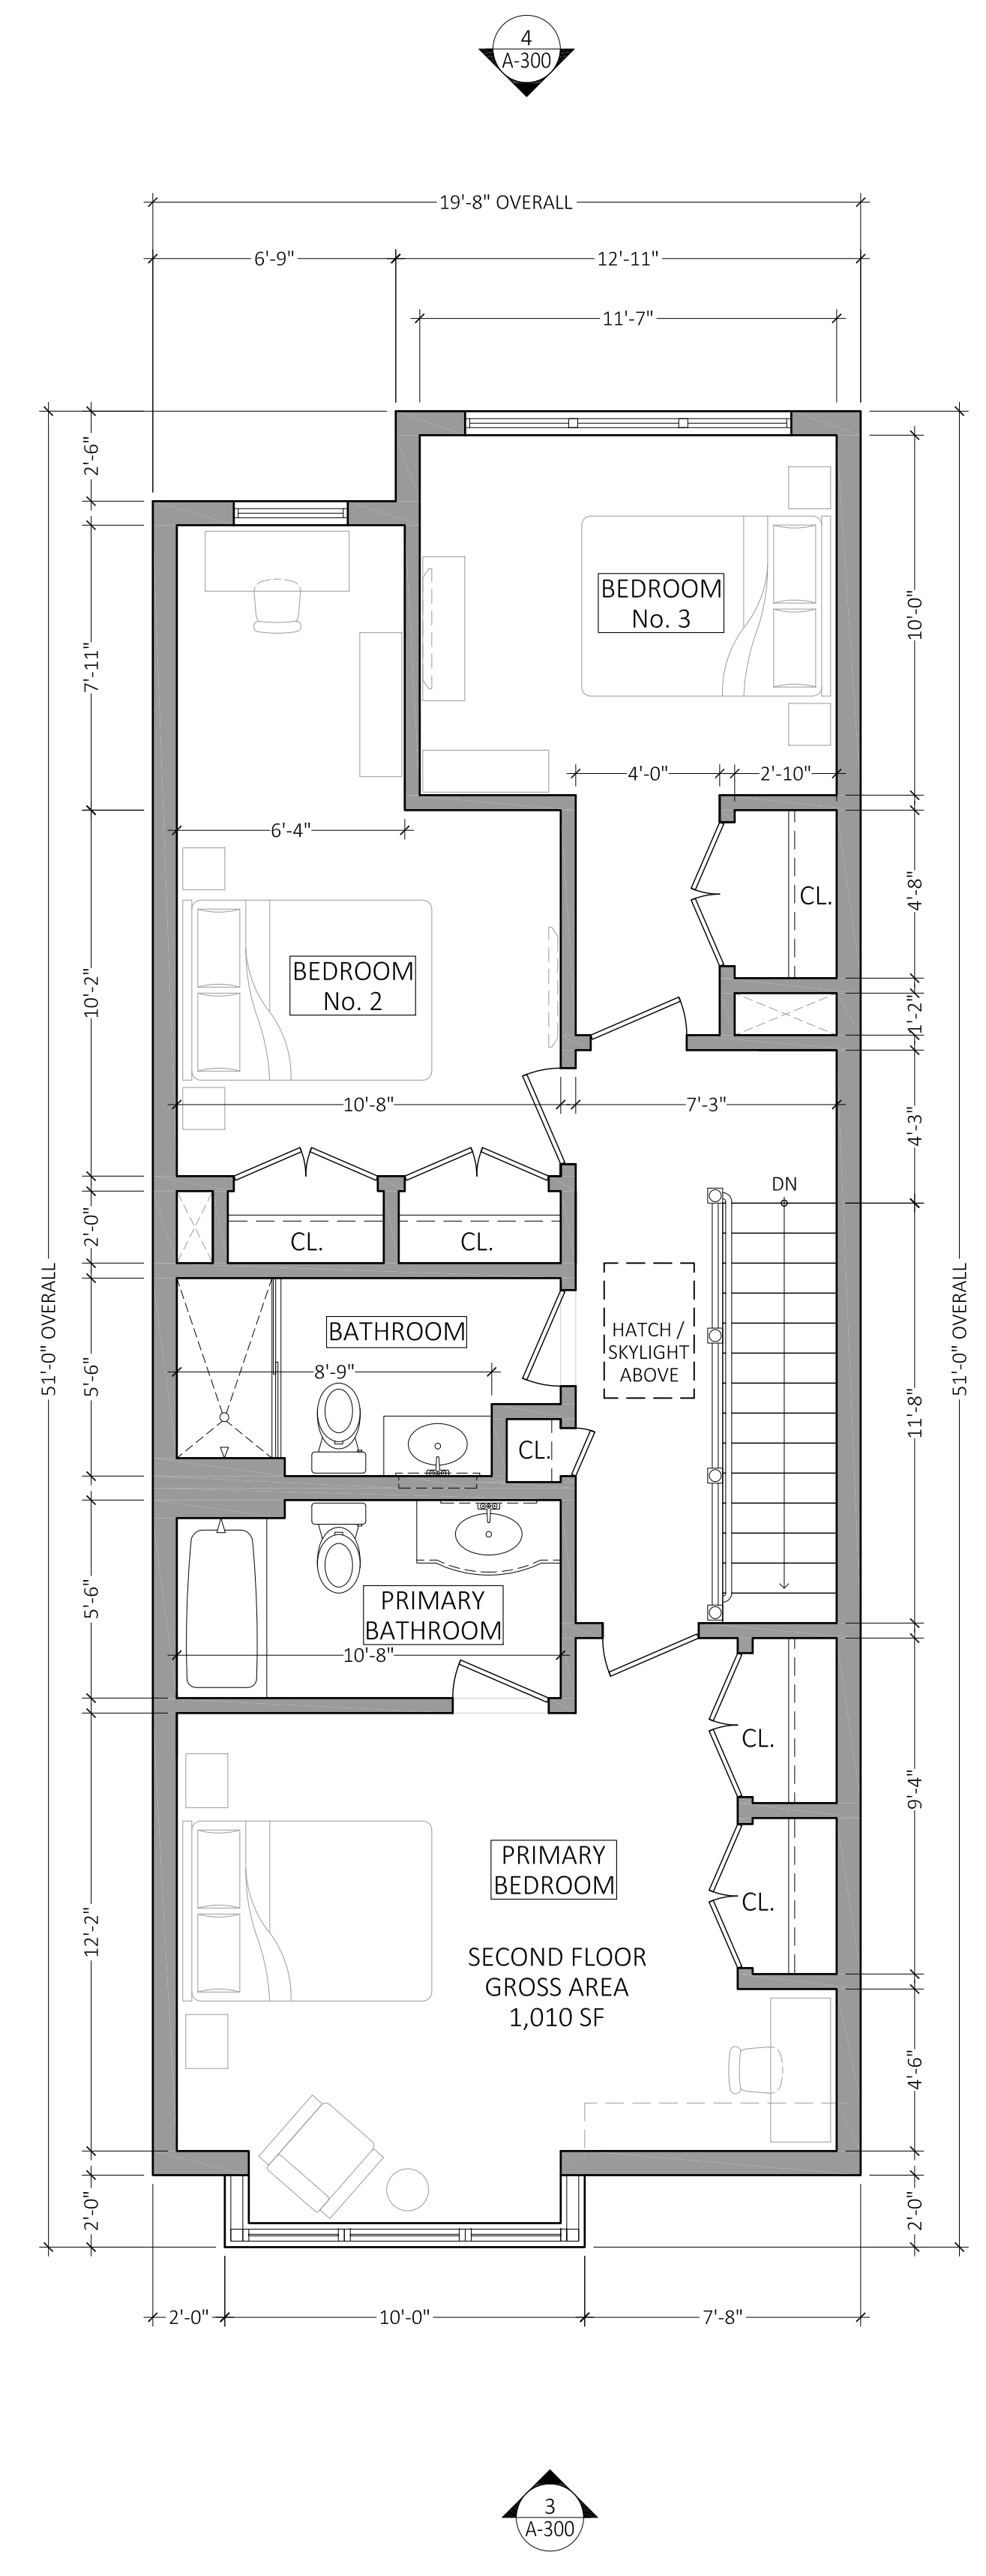 4
A-300
19'-8" OVERALL
6'-9"
12'-11"
11'-7"
2'-6"
7'-11"
10'-0"
BEDROOM
No. 3
4'-0"
2'-10"
6'-4"
CL.
4'-8"
BEDROOM
No. 2
10'-2"
1'-2"
10'-8"
7'-3"
4'-3"
DN
2'-0"
CL.
CL.
51'-0" OVERALL
51'-0" OVERALL
BATHROOM
HATCH /
SKYLIGHT
ABOVE
8'-9"
5'-6"
11'-8"
CL.
5'-6"
PRIMARY
BATHROOM
10'-8"
CL.
9'-4"
PRIMARY
BEDROOM
CL.
12'-2"
SECOND FLOOR
GROSS AREA
1,010 SF
4'-6"
2'-0"
2'-0"
2'-0"
10'-0"
7'-8"
3
A-300